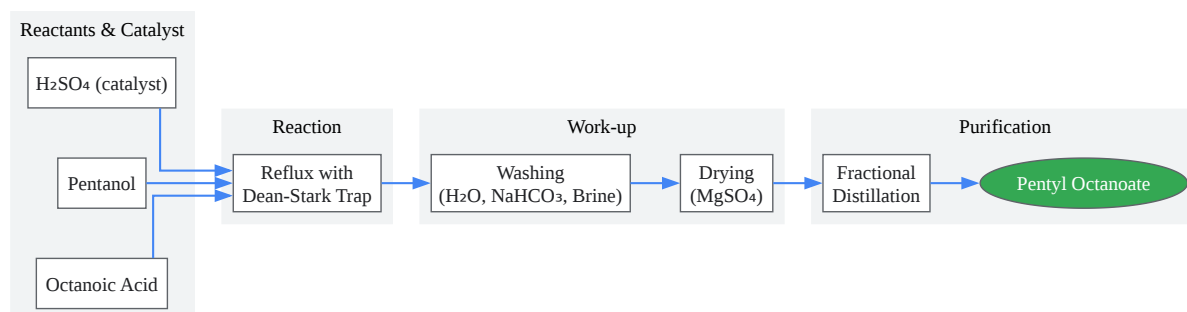 Reactants & Catalyst
H₂SO₄ (catalyst)
Pentanol
Octanoic Acid
Reaction
Reflux with
Dean-Stark Trap
Work-up
Washing
(H₂O, NaHCO₃, Brine)
Drying
(MgSO₄)
Purification
Fractional
Distillation
Pentyl Octanoate